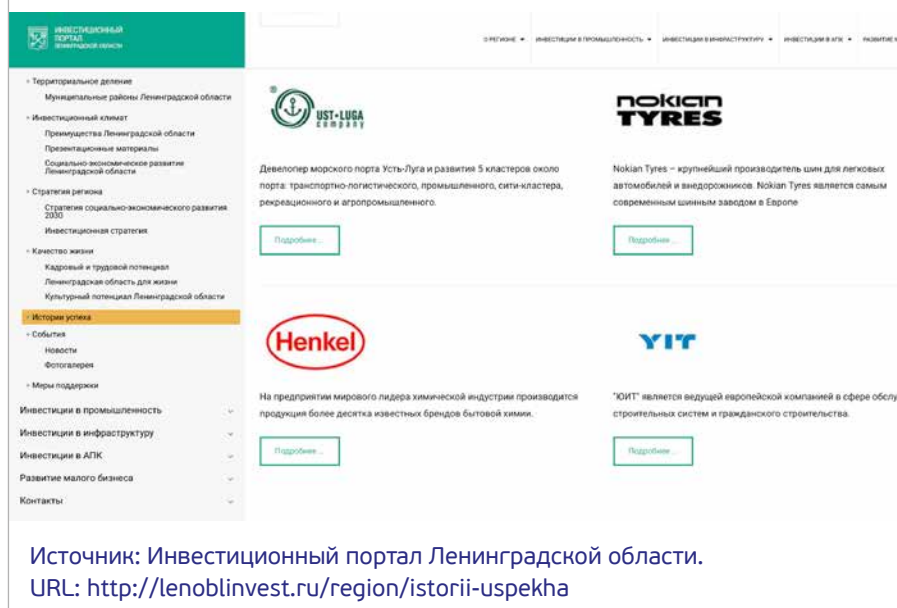 ИНВЕСТИЦИОННЫЙ
ПОРТАЛ
ЛЕНИНГРАДСКОЙ ОБЛАСТИ
О РЕГИОНЕ
ИНВЕСТИЦИИ В ПРОМЫШЛЕННОСТЬ
ИНВЕСТИЦИИ В ИНФРАСТРУКТУРУ
ИНВЕСТИЦИИ В АПК
РАЗВИТИЕ
Территориальное деление
Муниципальные районы Ленинградской области
Инвестиционный климат
Преимущества Ленинградской области
Презентационные материалы
Социально-экономическое развитие
Ленинградской области
Стратегия региона
Стратегия социально-экономического развития
2030
Инвестиционная стратегия
Качество жизни
Кадровый и трудовой потенциал
Ленинградская область для жизни
Культурный потенциал Ленинградской области
Истории успеха
События
Новости
Фотогалерея
Меры поддержки
Инвестиции в промышленность
Инвестиции в инфраструктуру
Инвестиции в АПК
Развитие малого бизнеса
Контакты
® UST-LUGA
company
Девелопер морского порта Усть-Луга и развития 5 кластеров около
порта: транспортно-логистического, промышленного, сити-кластера,
рекреационного и агропромышленного.
Подробнее ...
nokian
TYRES
Nokian Tyres – крупнейший производитель шин для легковых
автомобилей и внедорожников. Nokian Tyres является самым
современным шинным заводом в Европе
Подробнее ...
Henkel
На предприятии мирового лидера химической индустрии производится
продукция более десятка известных брендов бытовой химии.
Подробнее ...
YIT
"ЮИТ" является ведущей европейской компанией в сфере обслу
строительных систем и гражданского строительства.
Подробнее ...
Источник: Инвестиционный портал Ленинградской области.
URL: http://lenoblinvest.ru/region/istorii-uspekha